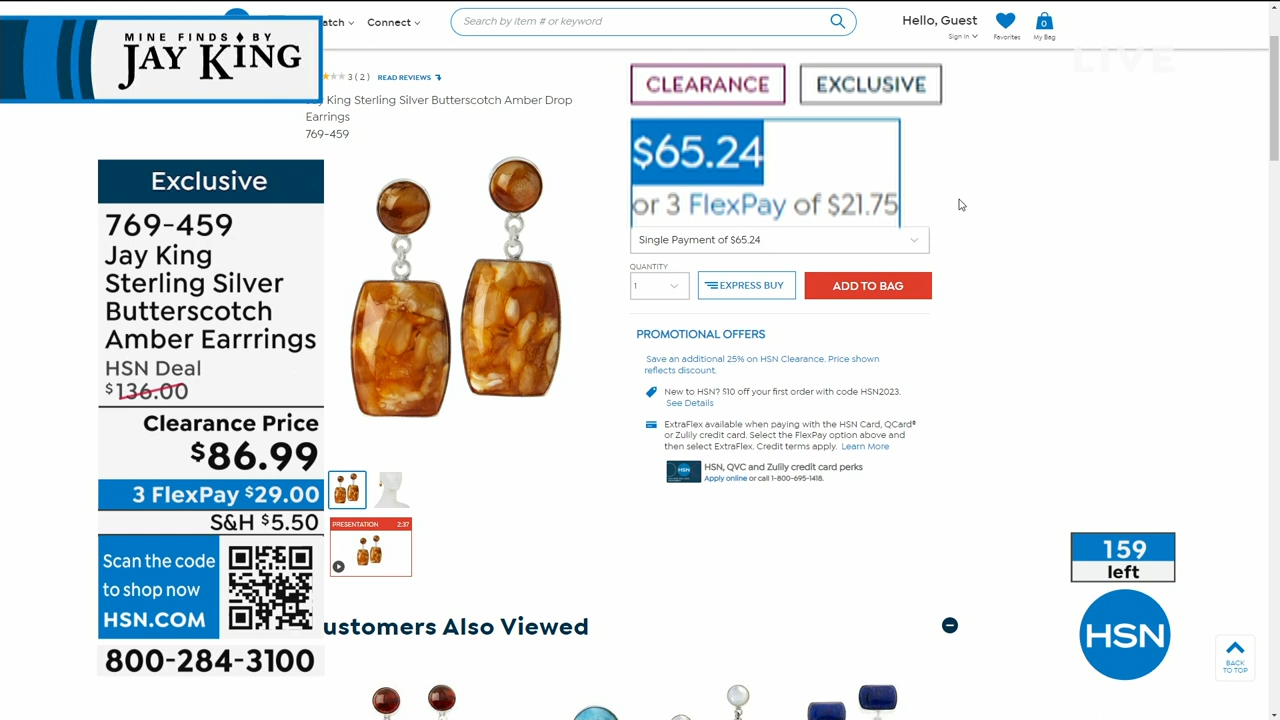 MINE FINDS BY
JAY KING
Connect
Search by item # or keyword
Hello, Guest
Sign In
Favorites
0
My Bag
LIVE
3 (2) READ REVIEWS
King Sterling Silver Butterscotch Amber Drop
Earrings
769-459
CLEARANCE
EXCLUSIVE
$65.24
or 3 FlexPay of $21.75
Single Payment of $65.24
QUANTITY
1
EXPRESS BUY
ADD TO BAG
PROMOTIONAL OFFERS
Save an additional 25% on HSN Clearance. Price shown
reflects discount.
New to HSN? $10 off your first order with code HSN2023.
See Details
ExtraFlex available when paying with the HSN Card, QCard®
or Zulily credit card. Select the FlexPay option above and
then select ExtraFlex. Credit terms apply. Learn More
HSN
HSN, QVC and Zulily credit card perks
Apply online or call 1-800-695-1418.
Exclusive
769-459
Jay King
Sterling Silver
Butterscotch
Amber Earrrings
HSN Deal
$136.00
Clearance Price
$86.99
3 FlexPay $29.00
S&H $5.50
Scan the code
to shop now
HSN.COM
800-284-3100
PRESENTATION 2:37
ustomers Also Viewed
159
left
HSN
BACK
TO TOP